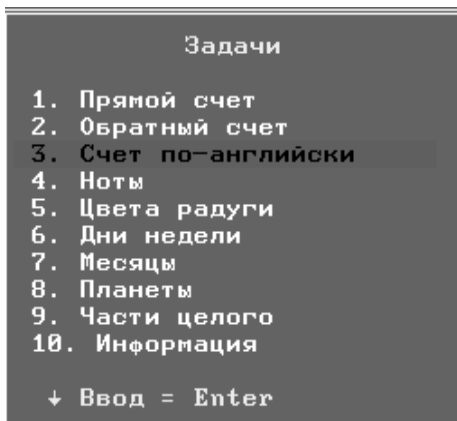 Задачи
1. Прямой счет
2. Обратный счет
3. Счет по-английски
4. Ноты
5. Цвета радуги
6. Дни недели
7. Месяцы
8. Планеты
9. Части целого
10. Информация
↓ Ввод = Enter